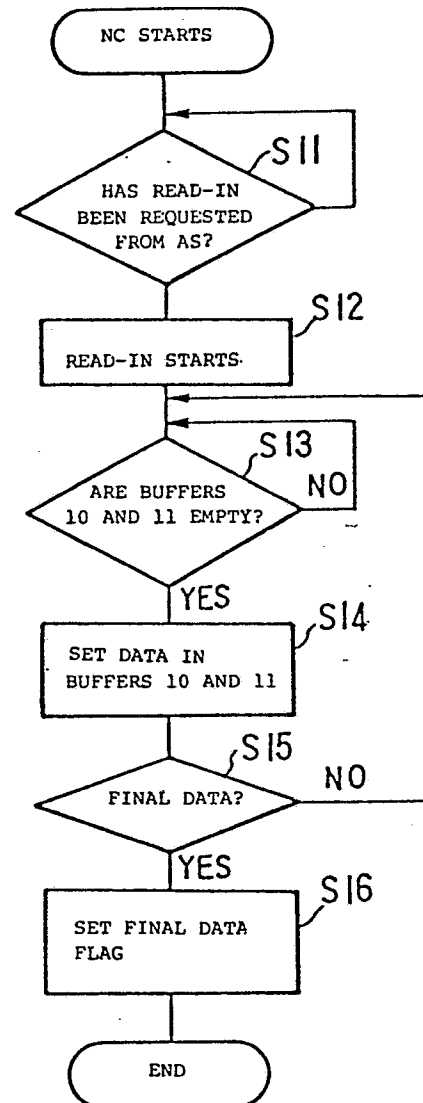 NC STARTS
S11
HAS READ-IN
BEEN REQUESTED
FROM AS?
S12
READ-IN STARTS
S13
ARE BUFFERS
10 AND 11 EMPTY?
NO
YES
S14
SET DATA IN
BUFFERS 10 AND 11
S15
FINAL DATA?
NO
YES
S16
SET FINAL DATA
FLAG
END